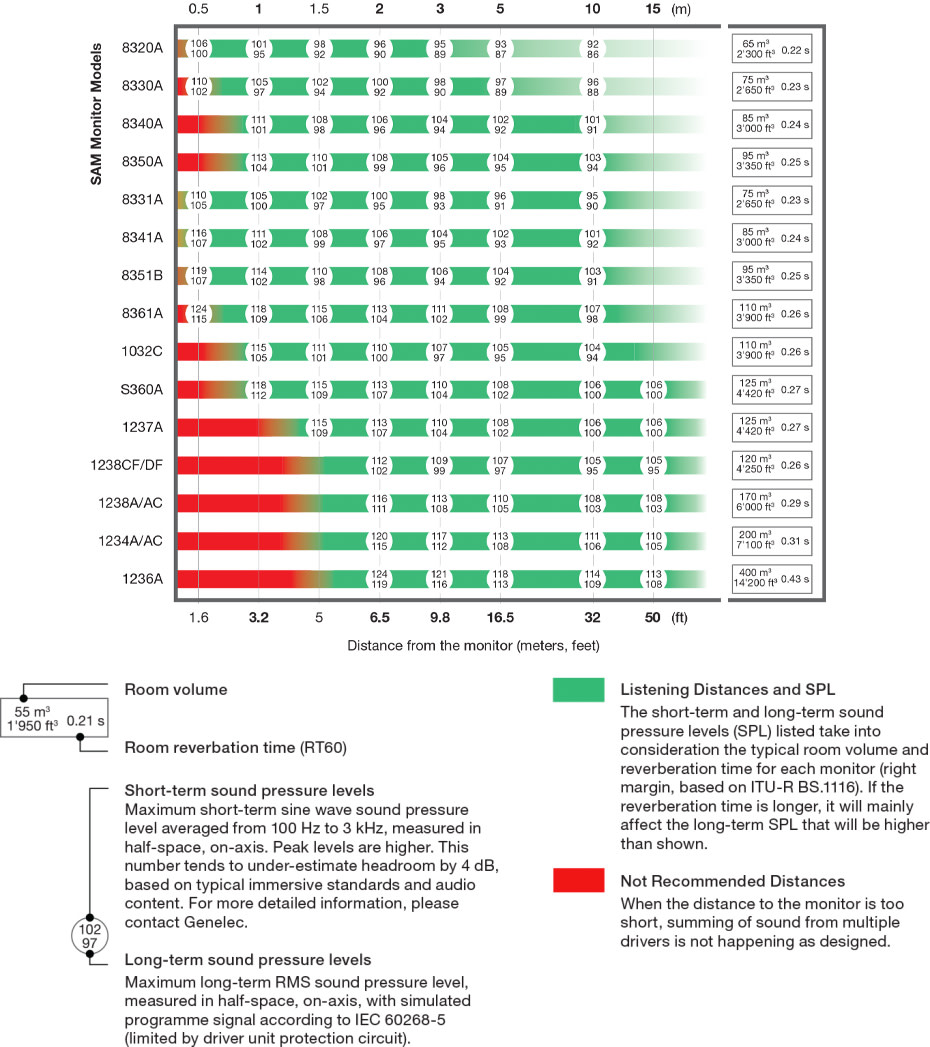 0.5 1 1.5 2 3 5 10 15 (m)
SAM Monitor Models
8320A 106 101 98 96 95 93 92 65 m³
100 95 92 90 89 87 86 2'300 ft³ 0.22 s
8330A 110 105 102 100 98 97 96 75 m³
102 97 94 92 90 89 88 2'650 ft³ 0.23 s
8340A 111 108 106 104 102 101 85 m³
101 98 96 94 92 91 3'000 ft³ 0.24 s
8350A 113 110 108 105 104 103 95 m³
104 101 99 96 95 94 3'350 ft³ 0.25 s
8331A 110 105 102 100 98 96 95 75 m³
105 100 97 95 93 91 90 2'650 ft³ 0.23 s
8341A 116 111 108 106 104 102 101 85 m³
107 102 99 97 95 93 92 3'000 ft³ 0.24 s
8351B 119 114 110 108 106 104 103 95 m³
107 102 98 96 94 92 91 3'350 ft³ 0.25 s
8361A 124 118 115 113 111 108 107 110 m³
115 109 106 104 102 99 98 3'900 ft³ 0.26 s
1032C 115 111 110 107 105 104 110 m³
105 101 100 97 95 94 3'900 ft³ 0.26 s
S360A 118 115 113 110 108 106 106 125 m³
112 109 107 104 102 100 100 4'420 ft³ 0.27 s
1237A 115 113 110 108 106 106 125 m³
109 107 104 102 100 100 4'420 ft³ 0.27 s
1238CF/DF 112 109 107 105 105 120 m³
102 99 97 95 95 4'250 ft³ 0.26 s
1238A/AC 116 113 110 108 108 170 m³
111 108 105 103 103 6'000 ft³ 0.29 s
1234A/AC 120 117 113 111 110 200 m³
115 112 108 106 105 7'100 ft³ 0.31 s
1236A 124 121 118 114 113 400 m³
119 116 113 109 108 14'200 ft³ 0.43 s
1.6 3.2 5 6.5 9.8 16.5 32 50 (ft)
Distance from the monitor (meters, feet)
Room volume
55 m³
1'950 ft³ 0.21 s
Room reverbation time (RT60)
Short-term sound pressure levels
Maximum short-term sine wave sound pressure
level averaged from 100 Hz to 3 kHz, measured in
half-space, on-axis. Peak levels are higher. This
number tends to under-estimate headroom by 4 dB,
based on typical immersive standards and audio
content. For more detailed information, please
contact Genelec.
102
97
Long-term sound pressure levels
Maximum long-term RMS sound pressure level,
measured in half-space, on-axis, with simulated
programme signal according to IEC 60268-5
(limited by driver unit protection circuit).
Listening Distances and SPL
The short-term and long-term sound
pressure levels (SPL) listed take into
consideration the typical room volume and
reverberation time for each monitor (right
margin, based on ITU-R BS.1116). If the
reverberation time is longer, it will mainly
affect the long-term SPL that will be higher
than shown.
Not Recommended Distances
When the distance to the monitor is too
short, summing of sound from multiple
drivers is not happening as designed.